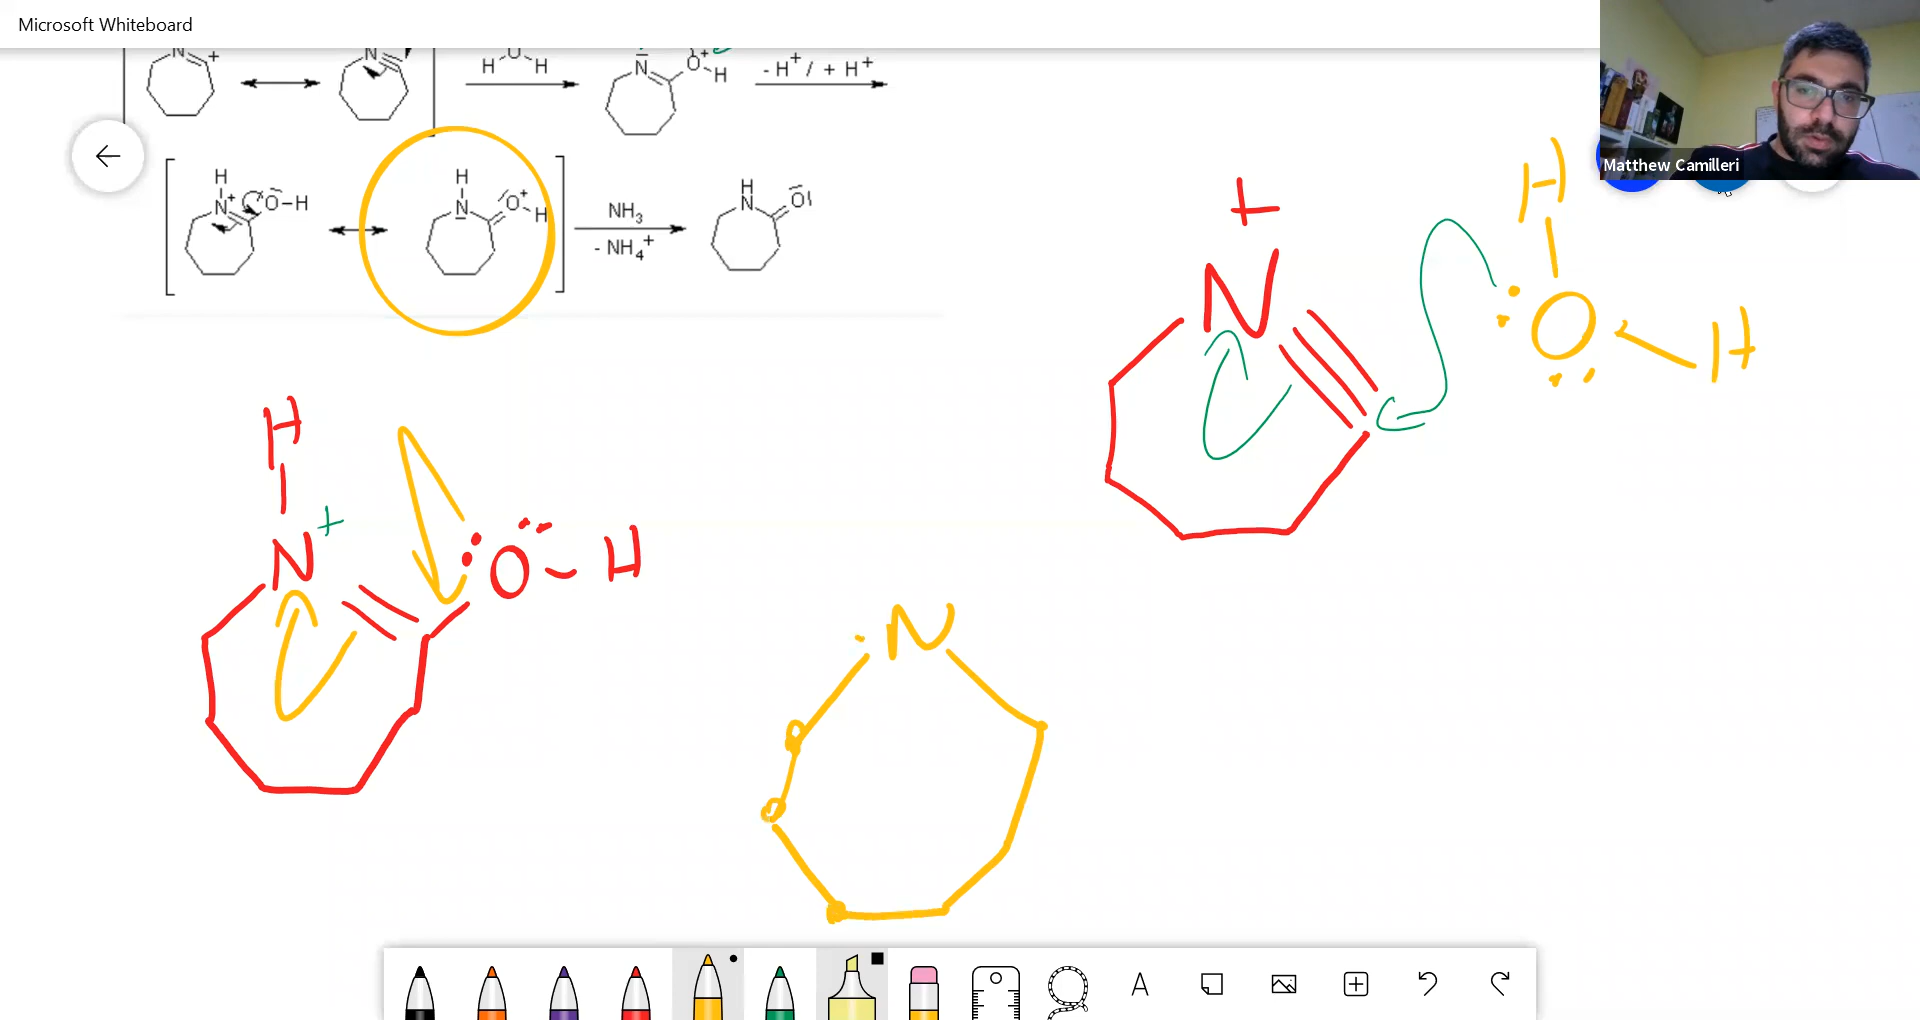 Microsoft Whiteboard
Matthew Camilleri
N + N H O H N O + H - H + / + H +
H N + O - H H N O + H NH3 - NH4 + H N O
+ N H O H
H N + O H
N
A